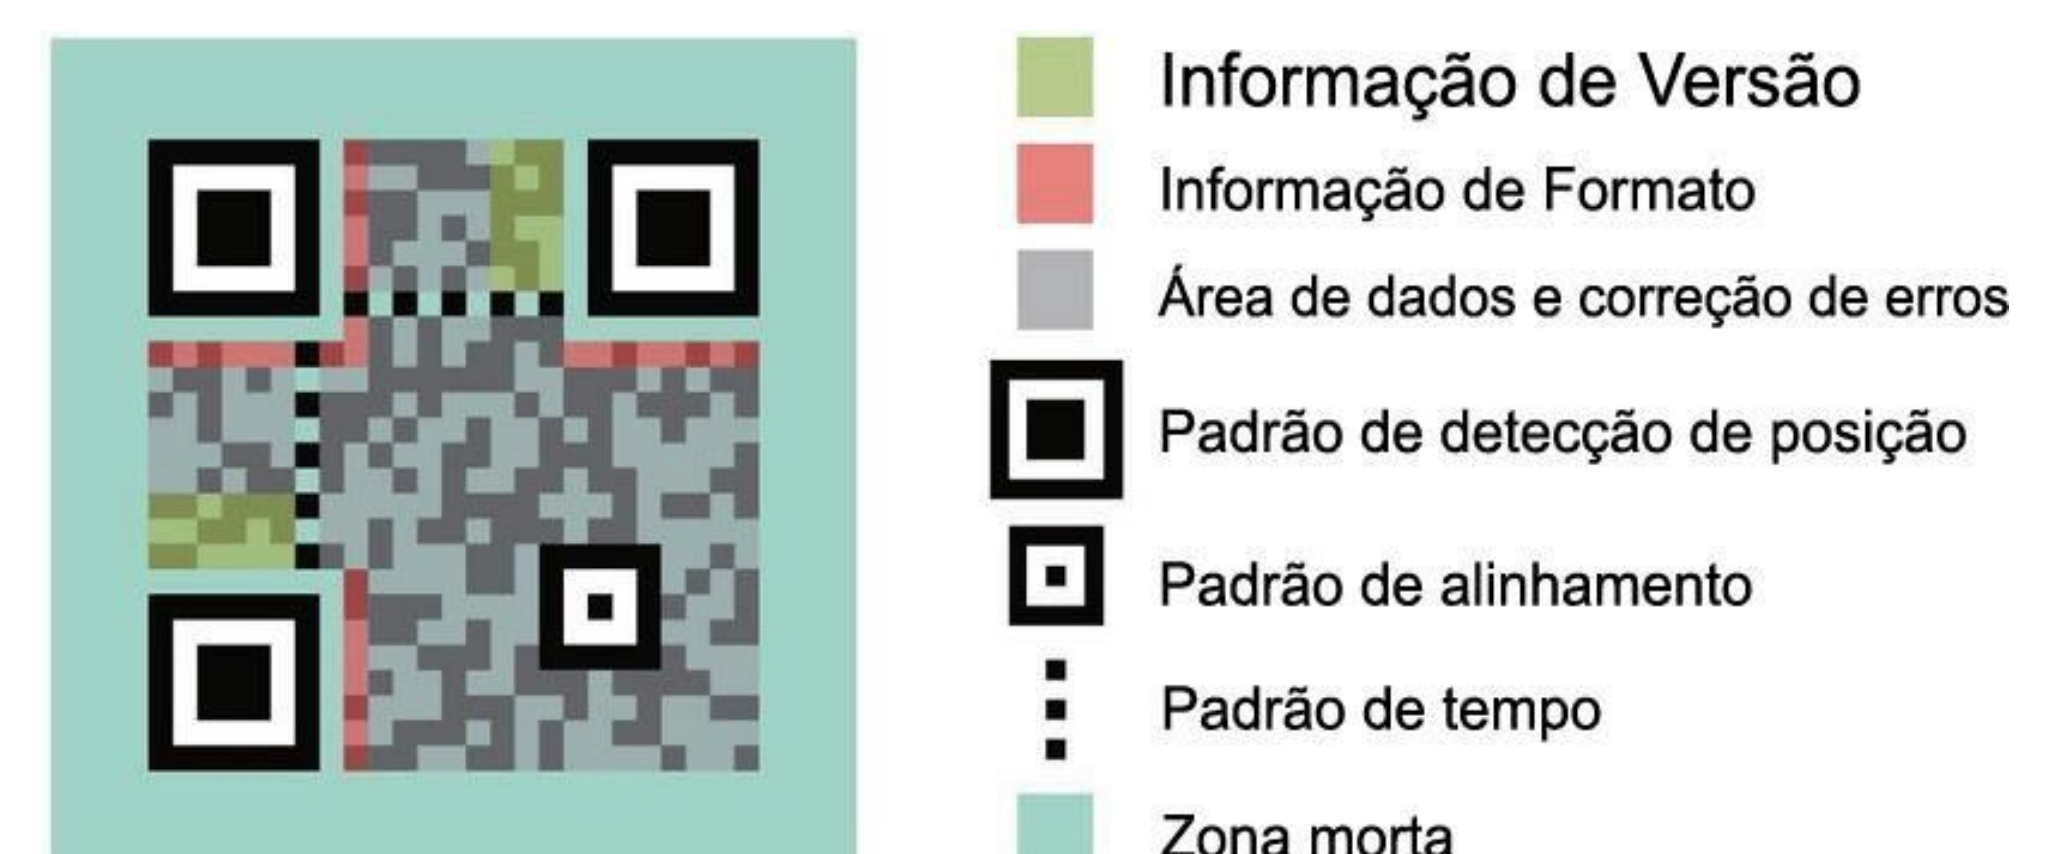 Informação de Versão
Informação de Formato
Área de dados e correção de erros
Padrão de detecção de posição
Padrão de alinhamento
Padrão de tempo
Zona morta